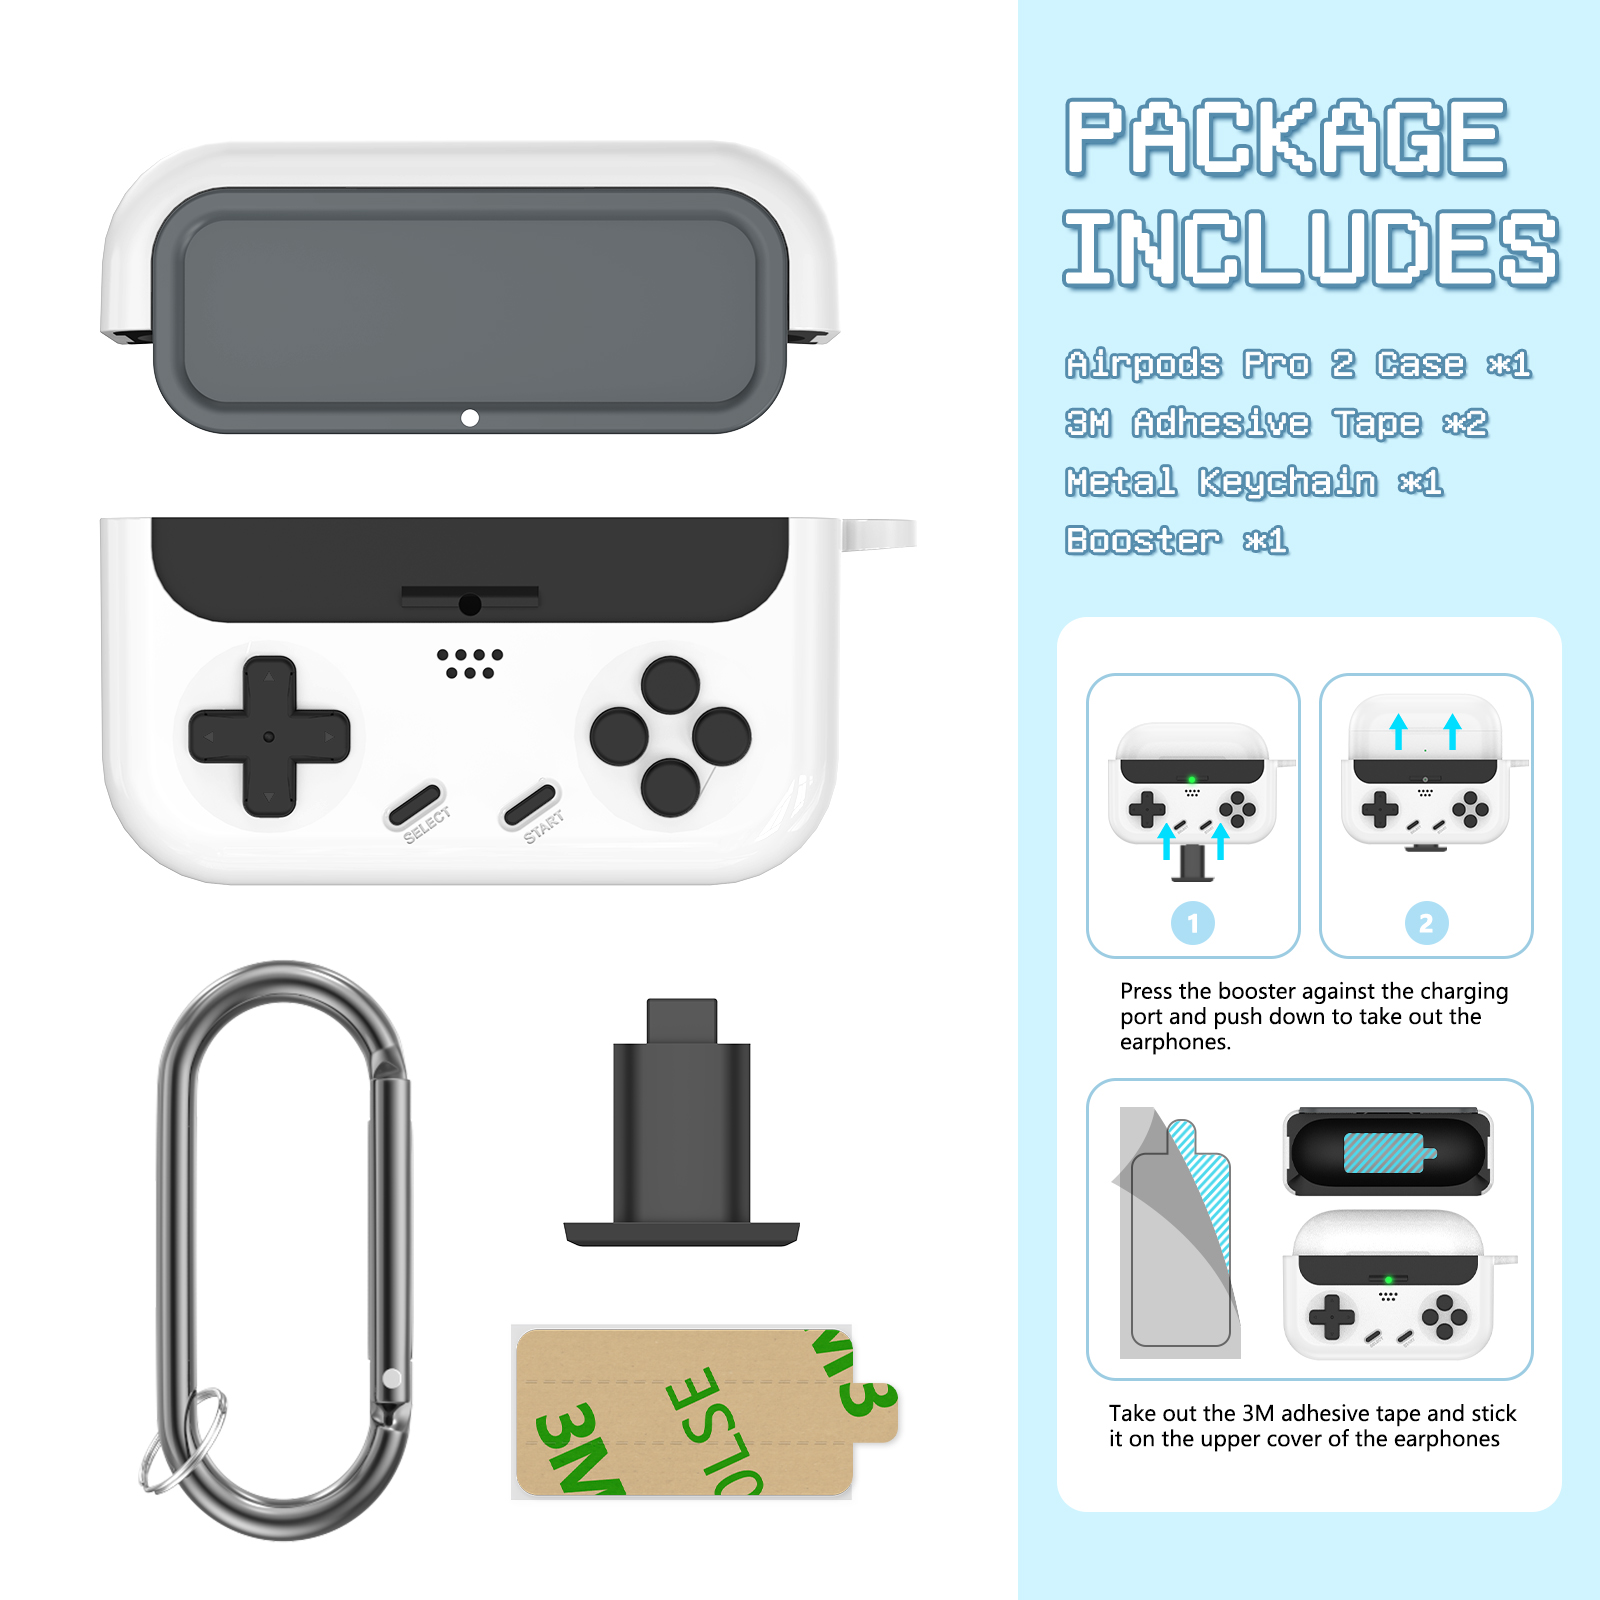 PACKAGE
INCLUDES
Airpods Pro 2 Case *1
3M Adhesive Tape *2
Metal Keychain *1
Booster *1
SELECT
START
1
2
Press the booster against the charging
port and push down to take out the
earphones.
3M
OLSE
M3
Take out the 3M adhesive tape and stick
it on the upper cover of the earphones